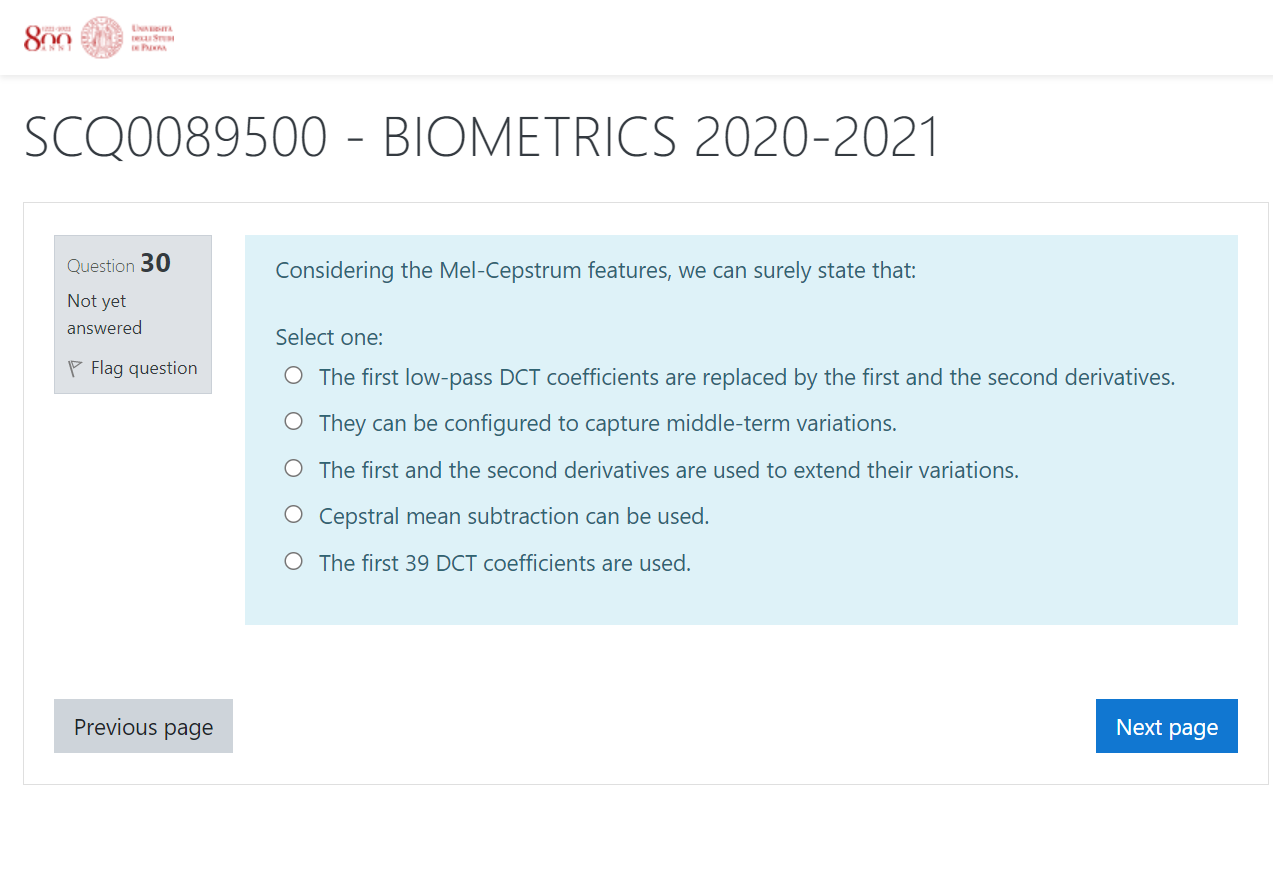 800
1222-2022
ANNI
UNIVERSITÀ
DEGLI STUDI
DI PADOVA
SCQ0089500 - BIOMETRICS 2020-2021
Question 30
Not yet
answered
Flag question
Considering the Mel-Cepstrum features, we can surely state that:
Select one:
The first low-pass DCT coefficients are replaced by the first and the second derivatives.
They can be configured to capture middle-term variations.
The first and the second derivatives are used to extend their variations.
Cepstral mean subtraction can be used.
The first 39 DCT coefficients are used.
Previous page
Next page